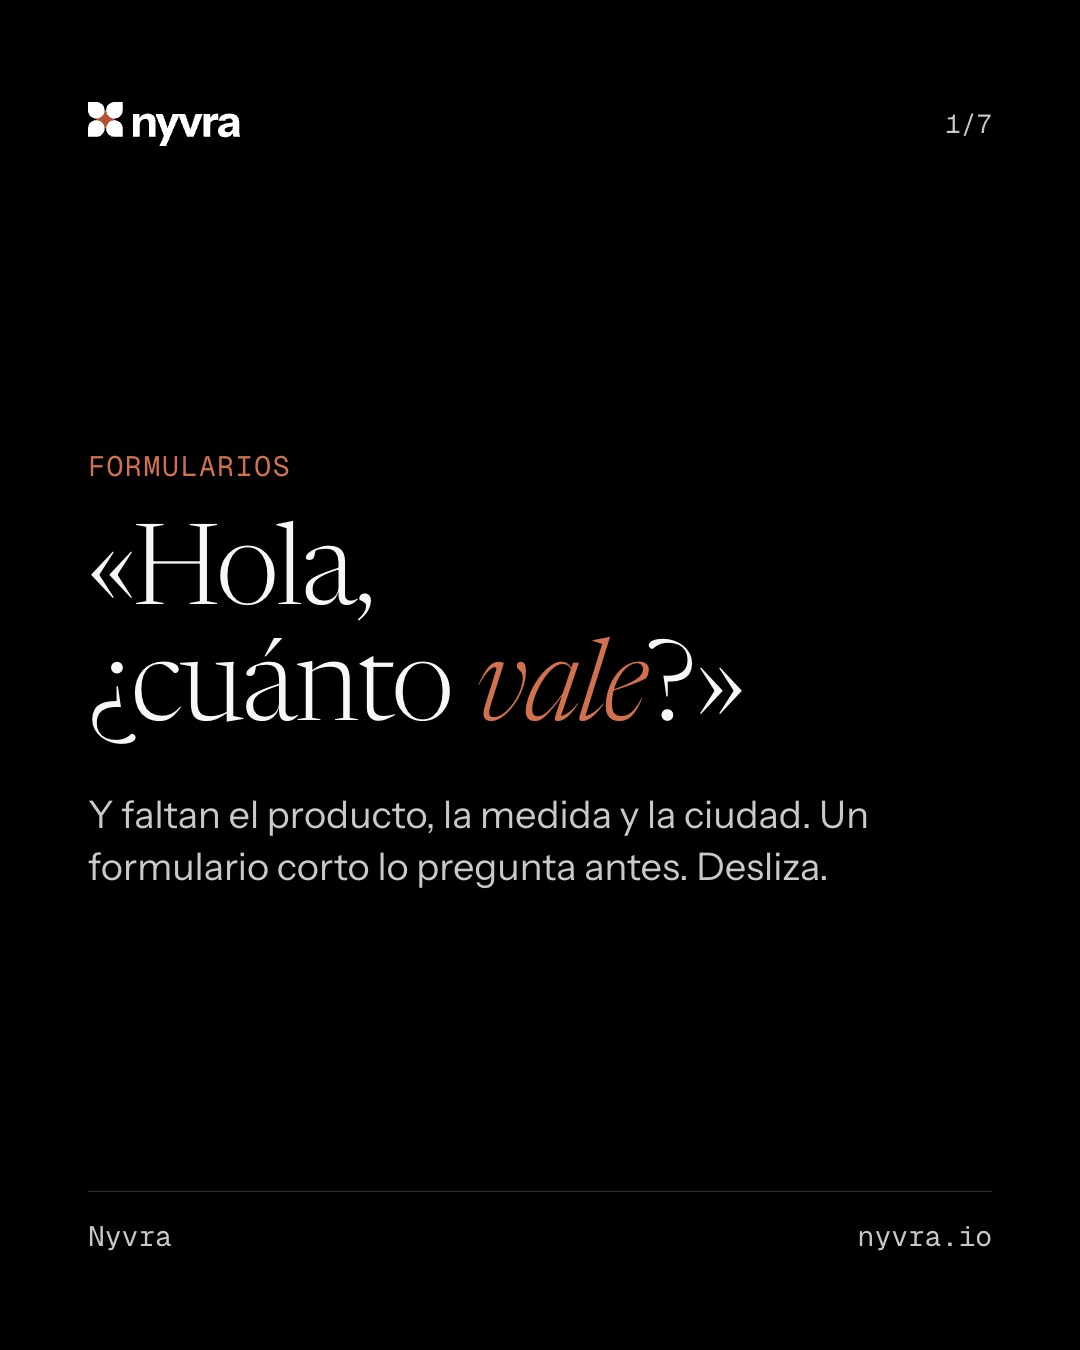 nyvra
1/7
FORMULARIOS
«Hola,
¿cuánto vale?»
Y faltan el producto, la medida y la ciudad. Un
formulario corto lo pregunta antes. Desliza.
Nyvra
nyvra.io